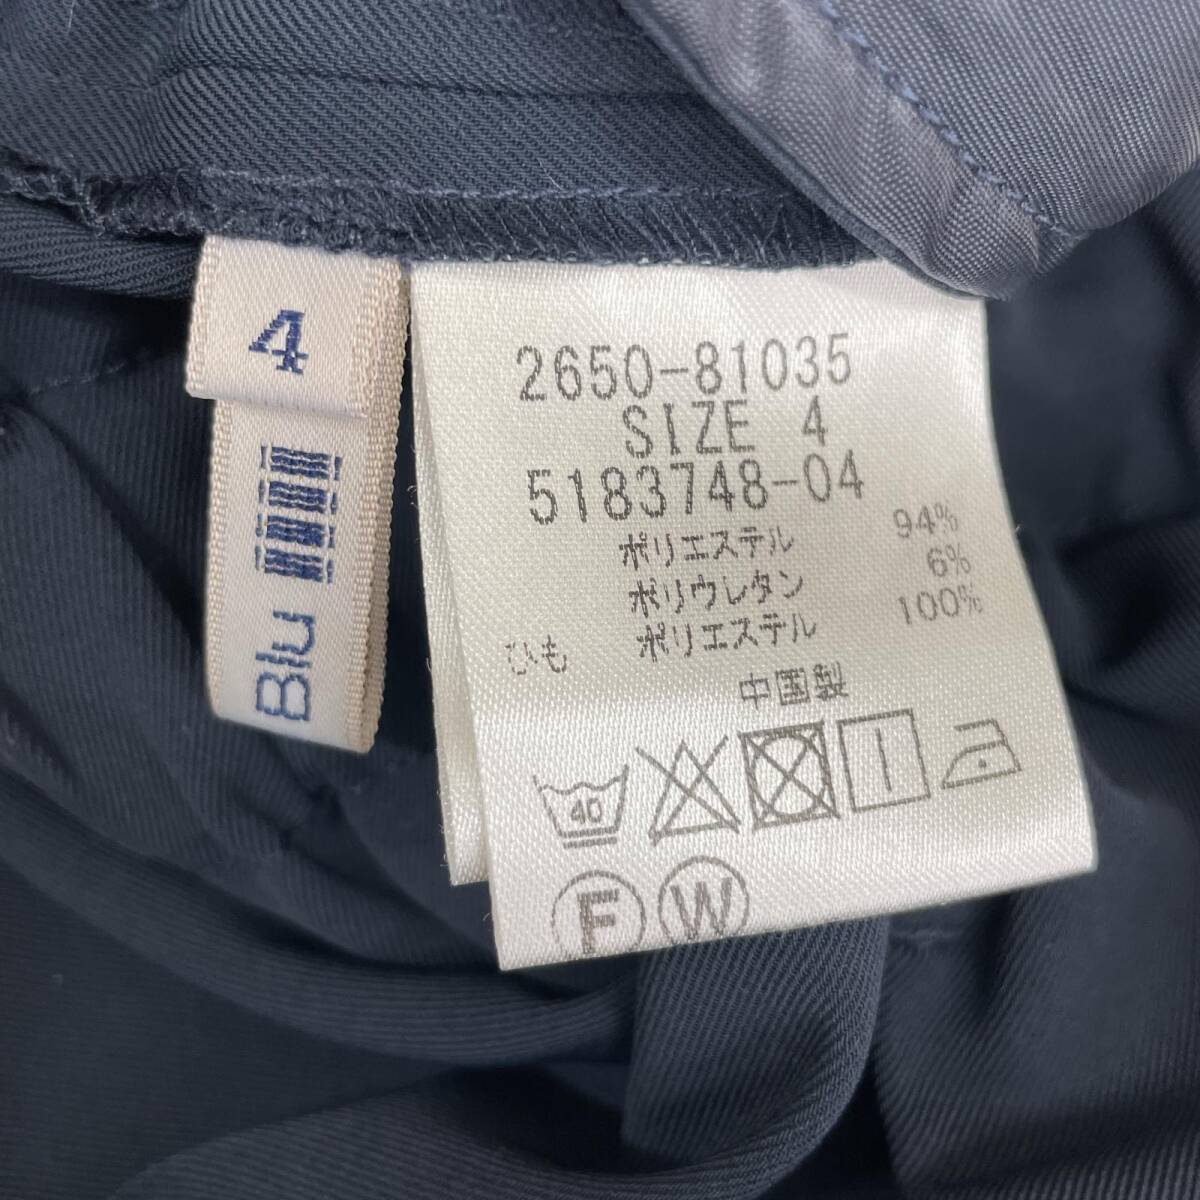 4
Blu
2650-81035
SIZE 4
5183748-04
ポリエステル 94%
ポリウレタン 6%
ひも ポリエステル 100%
中国製
40
F W